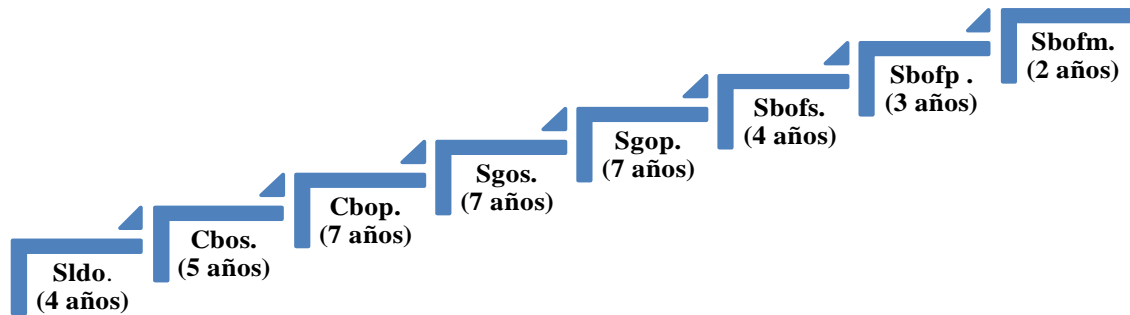 Sldo.
(4 años)
Cbos.
(5 años)
Cbop.
(7 años)
Sgos.
(7 años)
Sgop.
(7 años)
Sbofs.
(4 años)
Sbofp .
(3 años)
Sbofm.
(2 años)